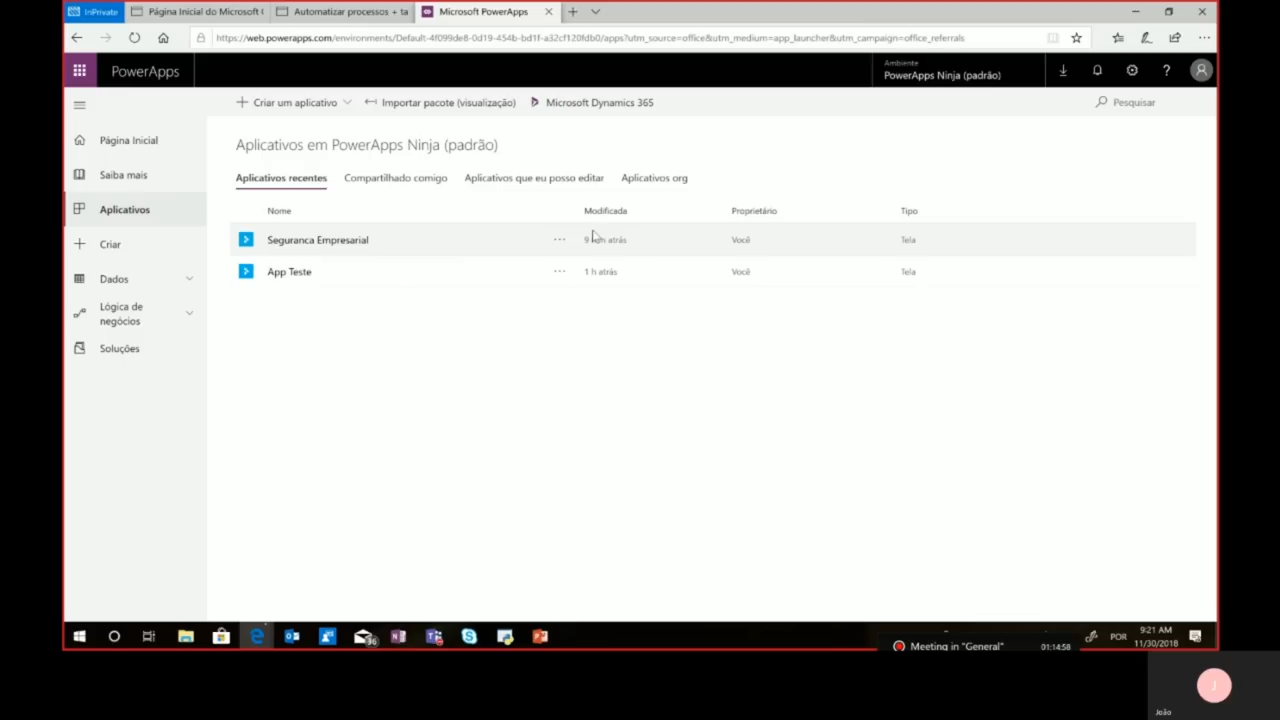 InPrivate
Página Inicial do Microsoft
Automatizar processos + ta
Microsoft PowerApps
https://web.powerapps.com/environments/Default-4f099de8-0d19-454b-bd1f-a32cf120fdb0/apps?utm_source=office&utm_medium=app_launcher&utm_campaign=office_referrals
PowerApps
Ambiente
PowerApps Ninja (padrão)
Criar um aplicativo
Importar pacote (visualização)
Microsoft Dynamics 365
Pesquisar
Página Inicial
Saiba mais
Aplicativos
Criar
Dados
Lógica de
negócios
Soluções
Aplicativos em PowerApps Ninja (padrão)
Aplicativos recentes
Compartilhado comigo
Aplicativos que eu posso editar
Aplicativos org
Nome
Modificada
Proprietário
Tipo
Seguranca Empresarial
...
9
atrás
Você
Tela
App Teste
...
1 h atrás
Você
Tela
36
POR
9:21 AM
11/30/2018
Meeting in "General"
01:14:58
J
João